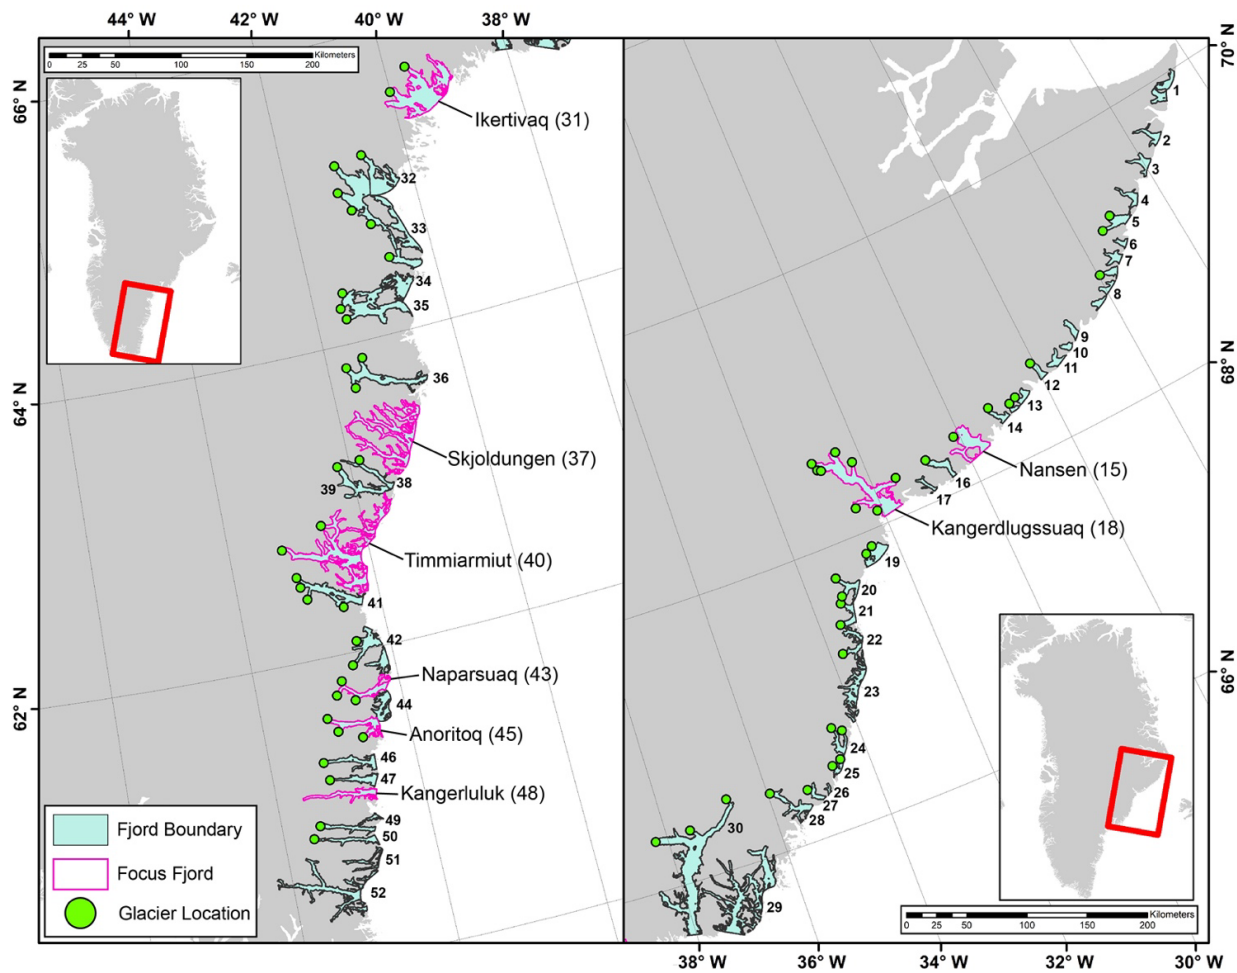 44° W
42° W
40° W
38° W
Kilometers
0 25 50 100 150 200
66° N
64° N
62° N
Ikertivaq (31)
32
33
34
35
36
Skjoldungen (37)
38
39
Timmiarmiut (40)
41
42
Naparsuaq (43)
44
Anoritoq (45)
46
47
Kangerluluk (48)
49
50
51
52
Fjord Boundary
Focus Fjord
Glacier Location
70° N
68° N
66° N
1
2
3
4
5
6
7
8
9
10
11
12
13
14
Nansen (15)
16
17
Kangerdlugssuaq (18)
19
20
21
22
23
24
25
26
27
28
29
30
Kilometers
0 25 50 100 150 200
38° W
36° W
34° W
32° W
30° W